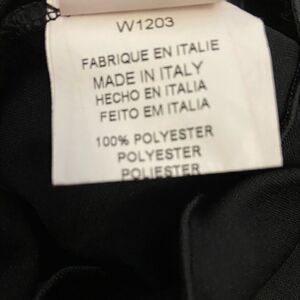 W1203
FABRIQUE EN ITALIE
MADE IN ITALY
HECHO EN ITALIA
FEITO EM ITALIA
100% POLYESTER
POLYESTER
POLIESTER